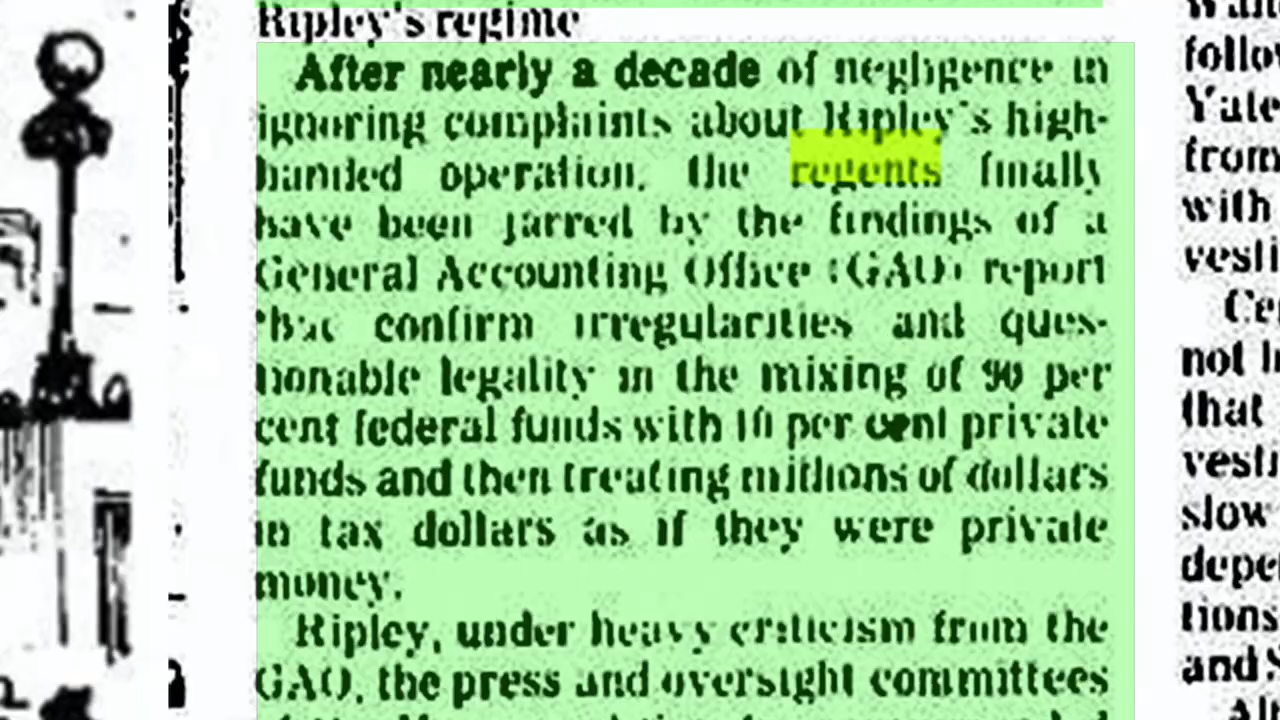 Ripley's regime
After nearly a decade of negligence in
ignoring complaints about Ripley's high-
handed operation, the regents finally
have been jarred by the findings of a
General Accounting Office (GAO) report
that confirm irregularities and ques-
tionable legality in the mixing of 90 per
cent federal funds with 10 per cent private
funds and then treating millions of dollars
in tax dollars as if they were private
money.
Ripley, under heavy criticism from the
GAO, the press and oversight committees
follo
Yate
from
with
vesti
Ce
not
that
vesti
slow
depe
tions
and S